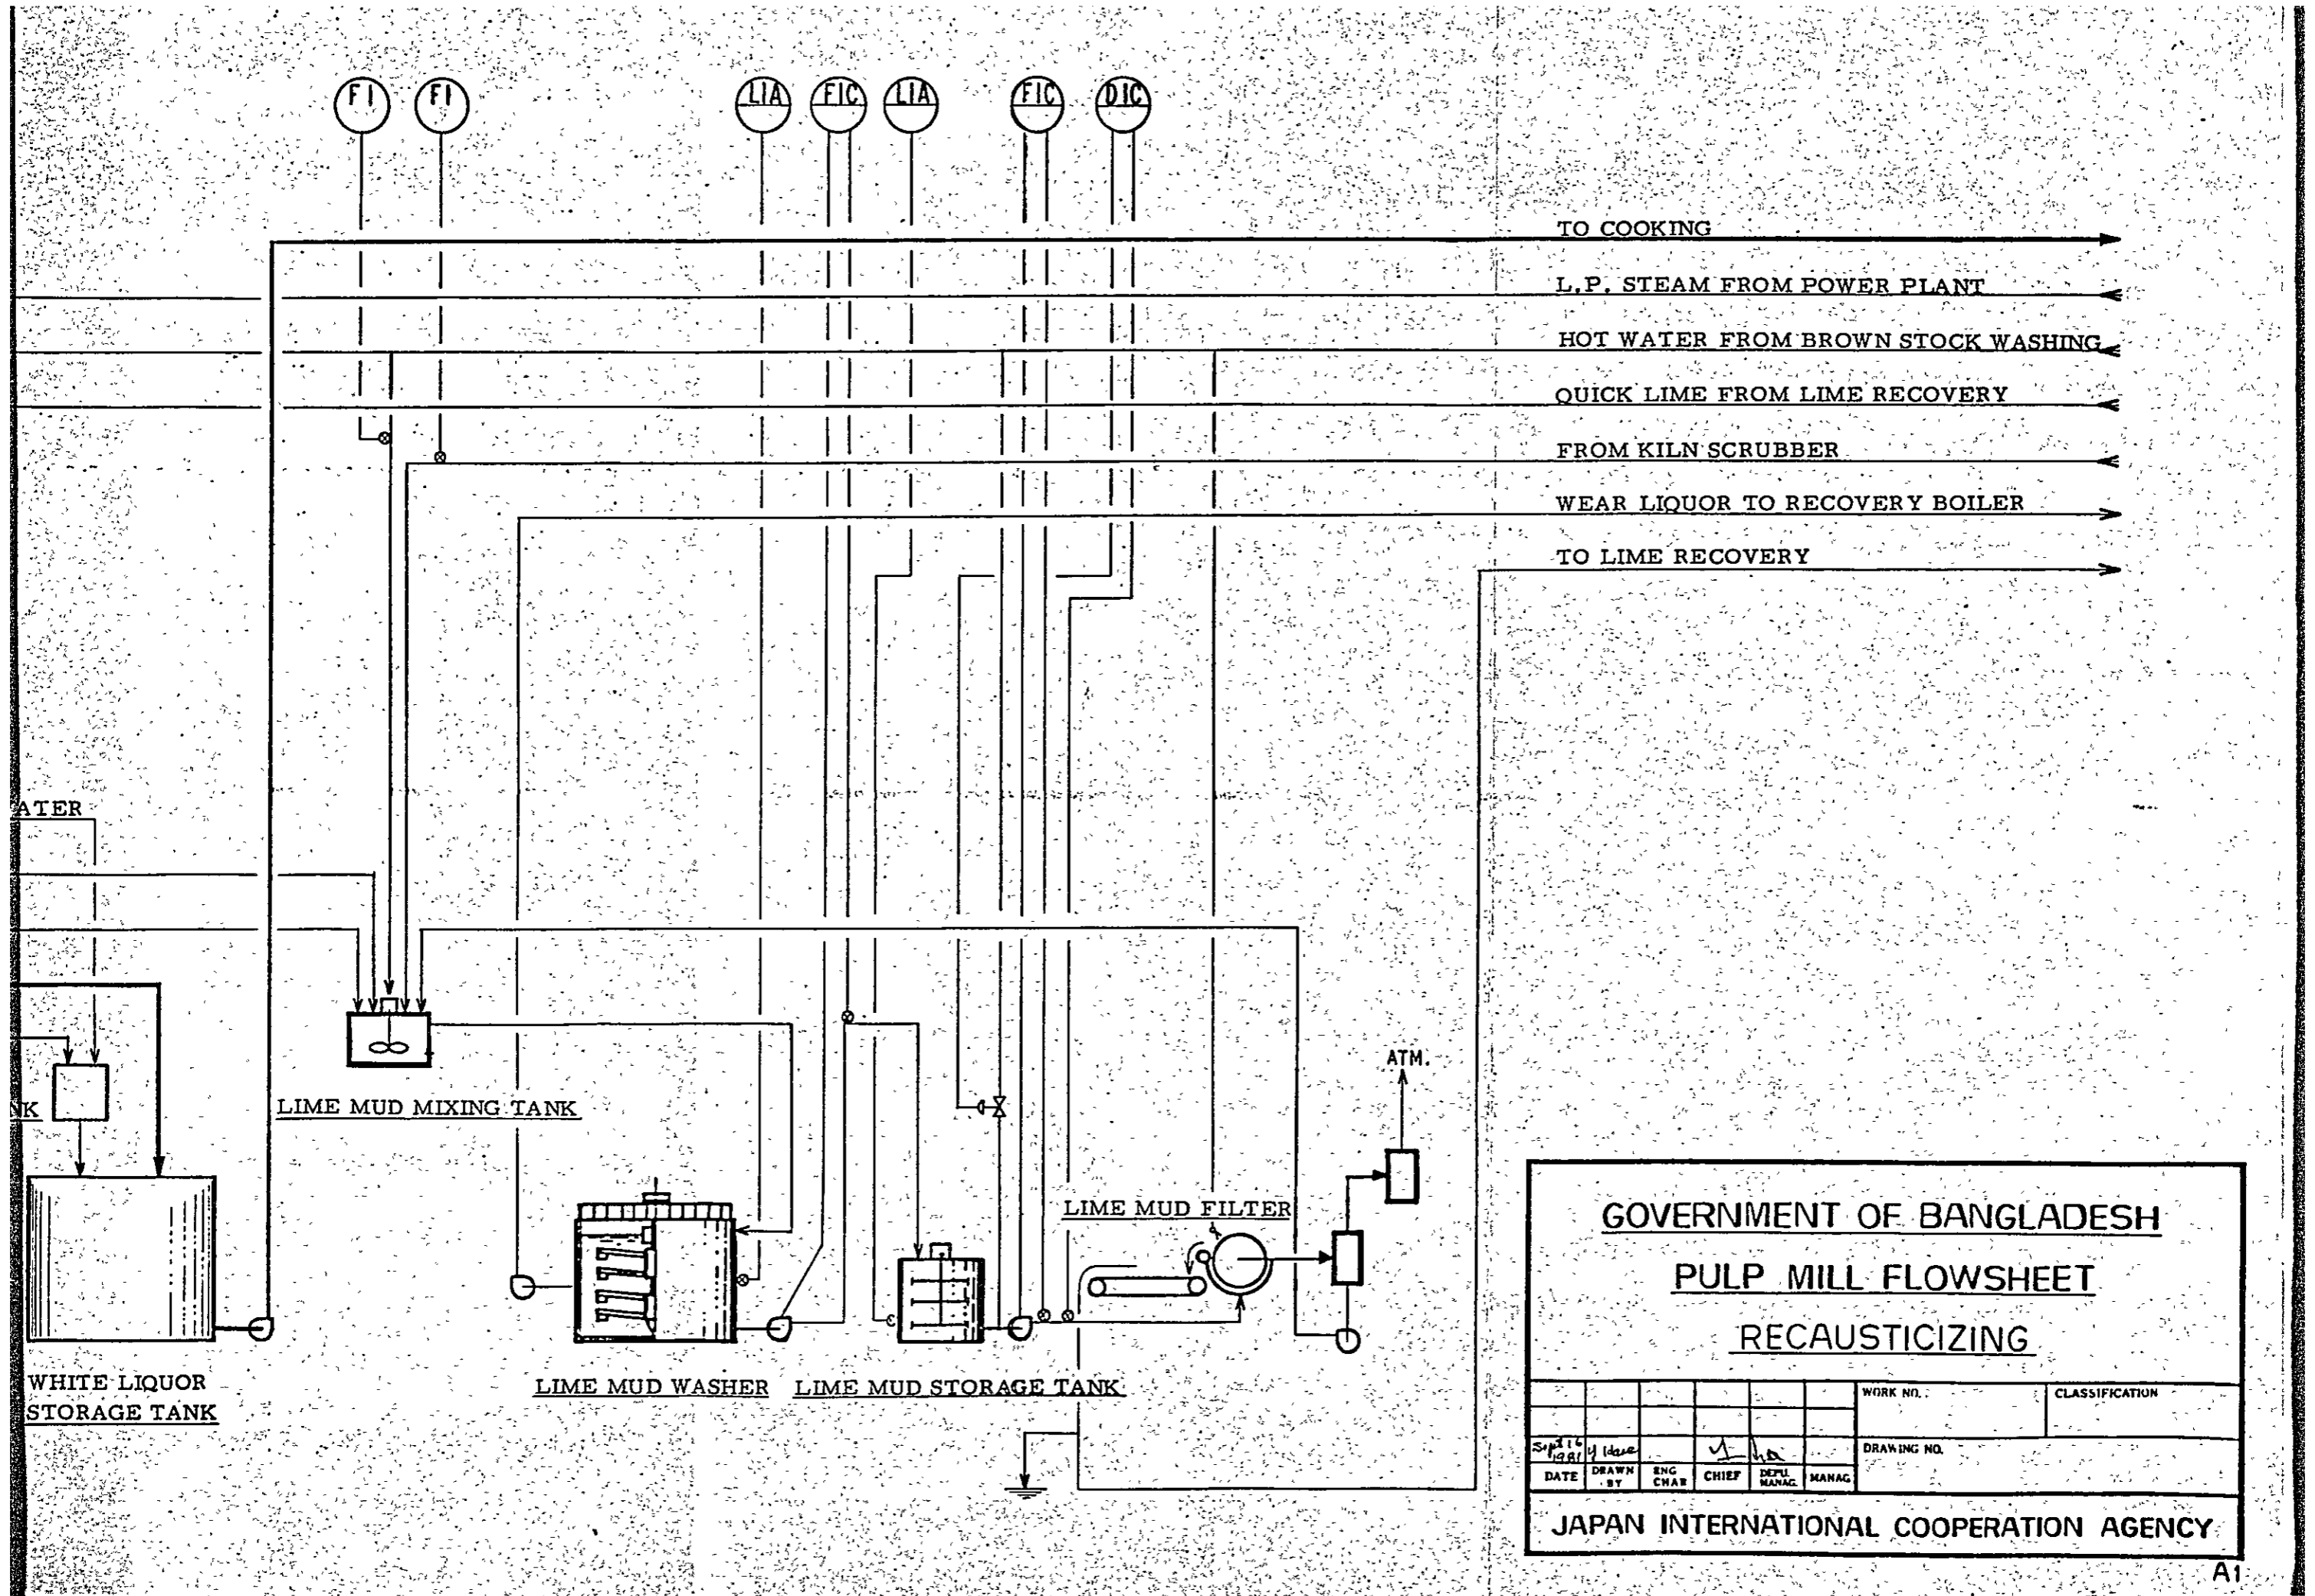 FI
FI
LIA
FIC
LIA
FIC
DIC
TO COOKING
L.P. STEAM FROM POWER PLANT
HOT WATER FROM BROWN STOCK WASHING
QUICK LIME FROM LIME RECOVERY
FROM KILN SCRUBBER
WEAR LIQUOR TO RECOVERY BOILER
TO LIME RECOVERY
ATER
NK
LIME MUD MIXING TANK
ATM.
LIME MUD FILTER
WHITE LIQUOR
STORAGE TANK
LIME MUD WASHER
LIME MUD STORAGE TANK
GOVERNMENT OF BANGLADESH
PULP MILL FLOWSHEET
RECAUSTICIZING
WORK NO.
CLASSIFICATION
Sept 16
1981
DRAWING NO.
DATE
DRAWN BY
ENG CHAR
CHIEF
DEPU. MANAG.
MANAG
JAPAN INTERNATIONAL COOPERATION AGENCY
A1